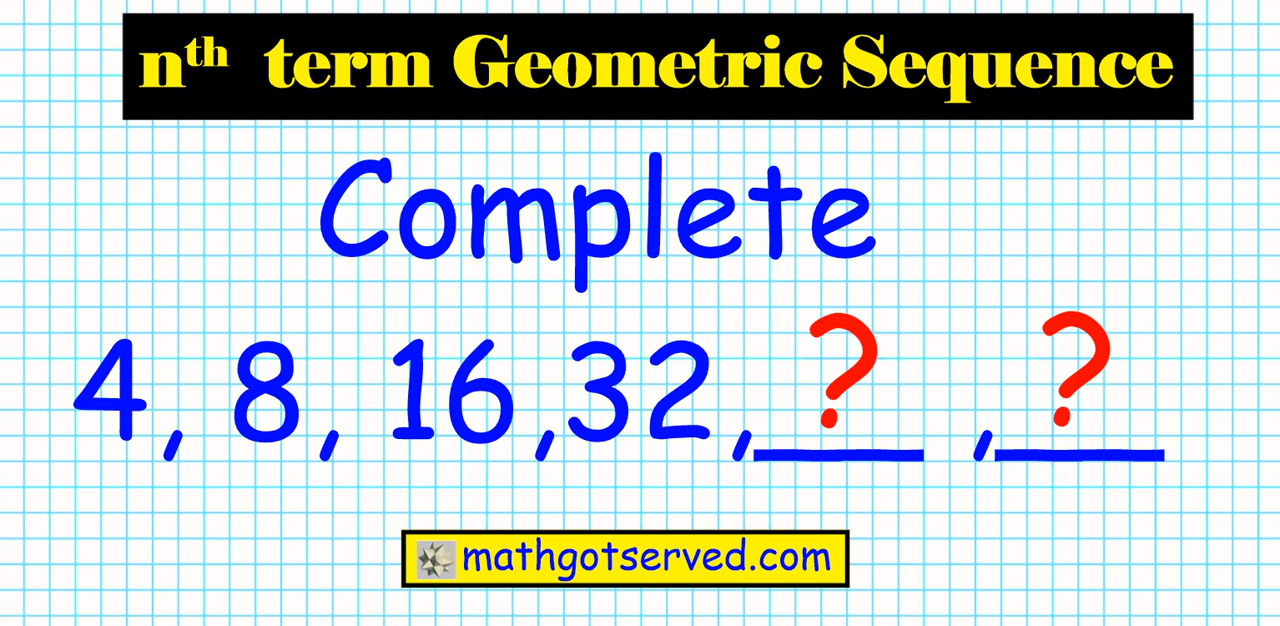 nth term Geometric Sequence
Complete
4, 8, 16,32,? ,?
mathgotserved.com